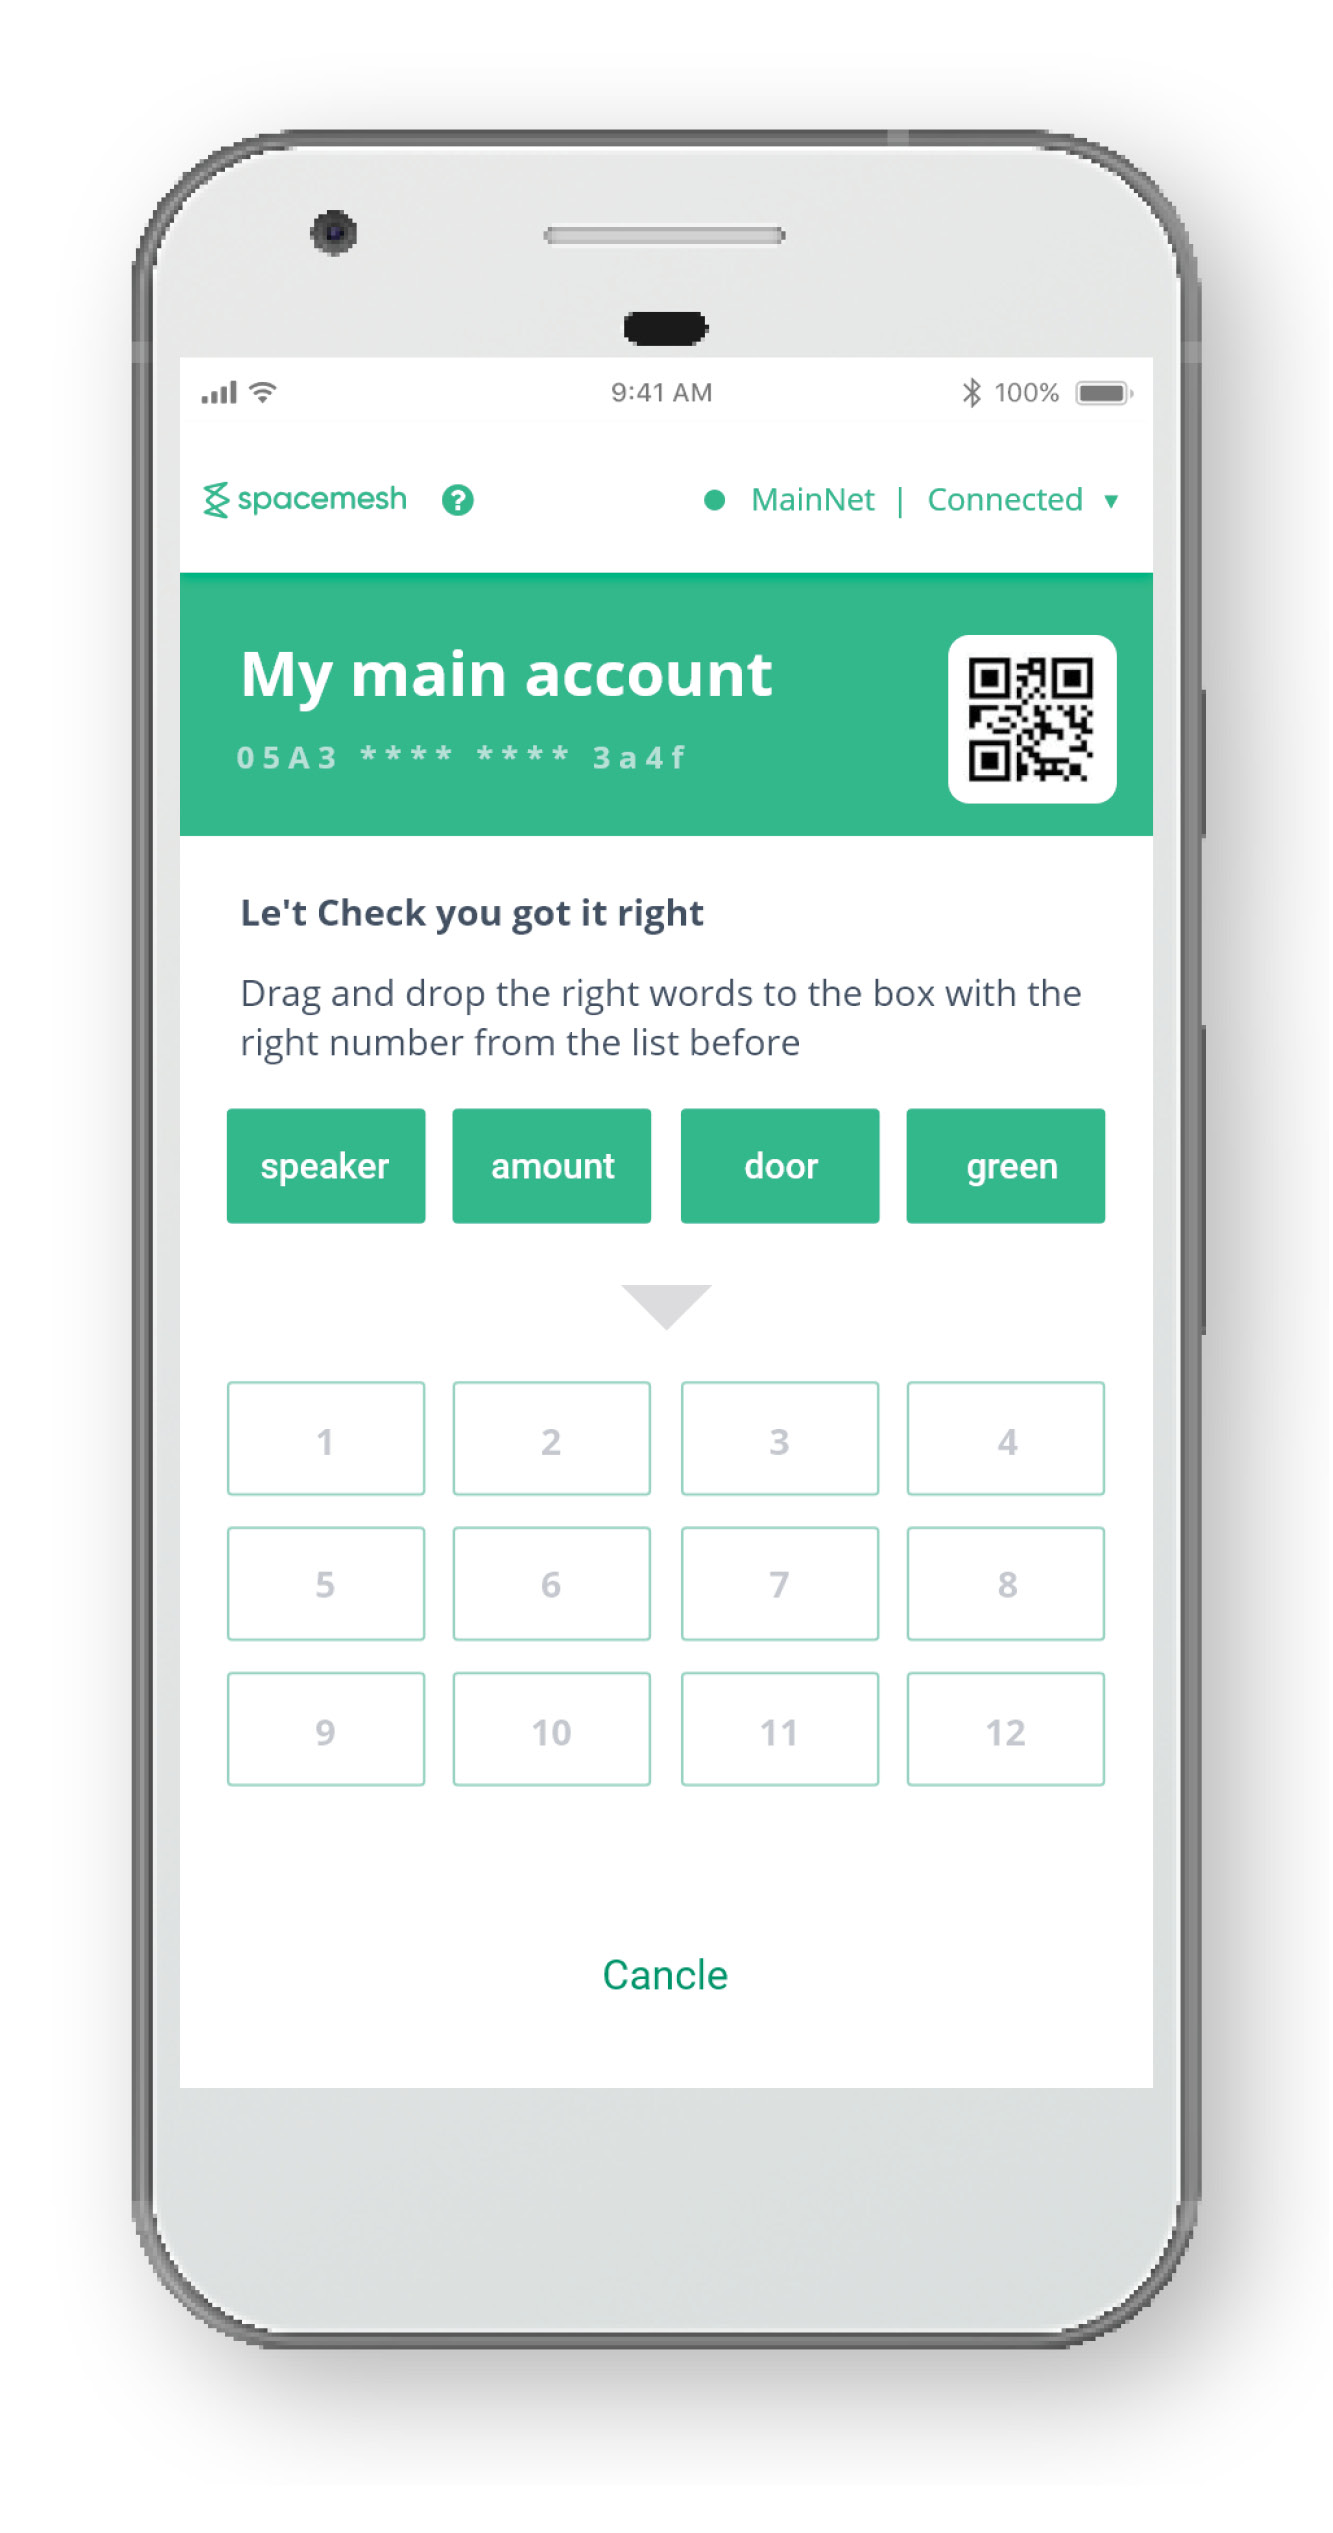 9:41 AM 100%
spacemesh ? MainNet | Connected ▼
My main account
05A3 **** **** 3a4f
Le't Check you got it right
Drag and drop the right words to the box with the
right number from the list before
speaker amount door green
1 2 3 4
5 6 7 8
9 10 11 12
Cancle